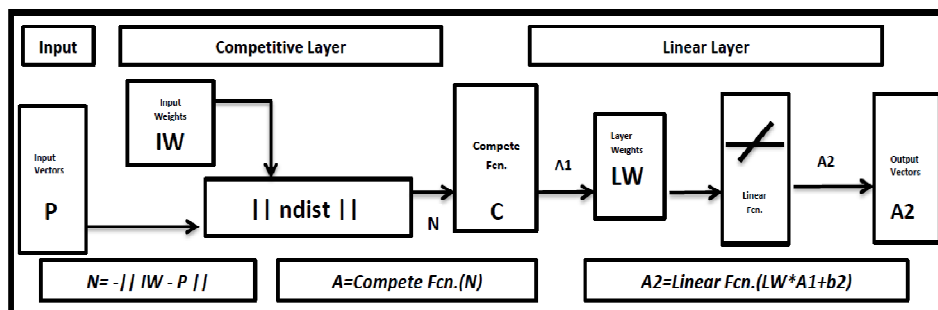 Input
Competitive Layer
Linear Layer
Input
Weights
IW
Input
Vectors
P
|| ndist ||
N
Compete
Fcn.
C
A1
Layer
Weights
LW
Linear
Fcn.
A2
Output
Vectors
A2
N= -|| IW - P ||
A=Compete Fcn.(N)
A2=Linear Fcn.(LW*A1+b2)